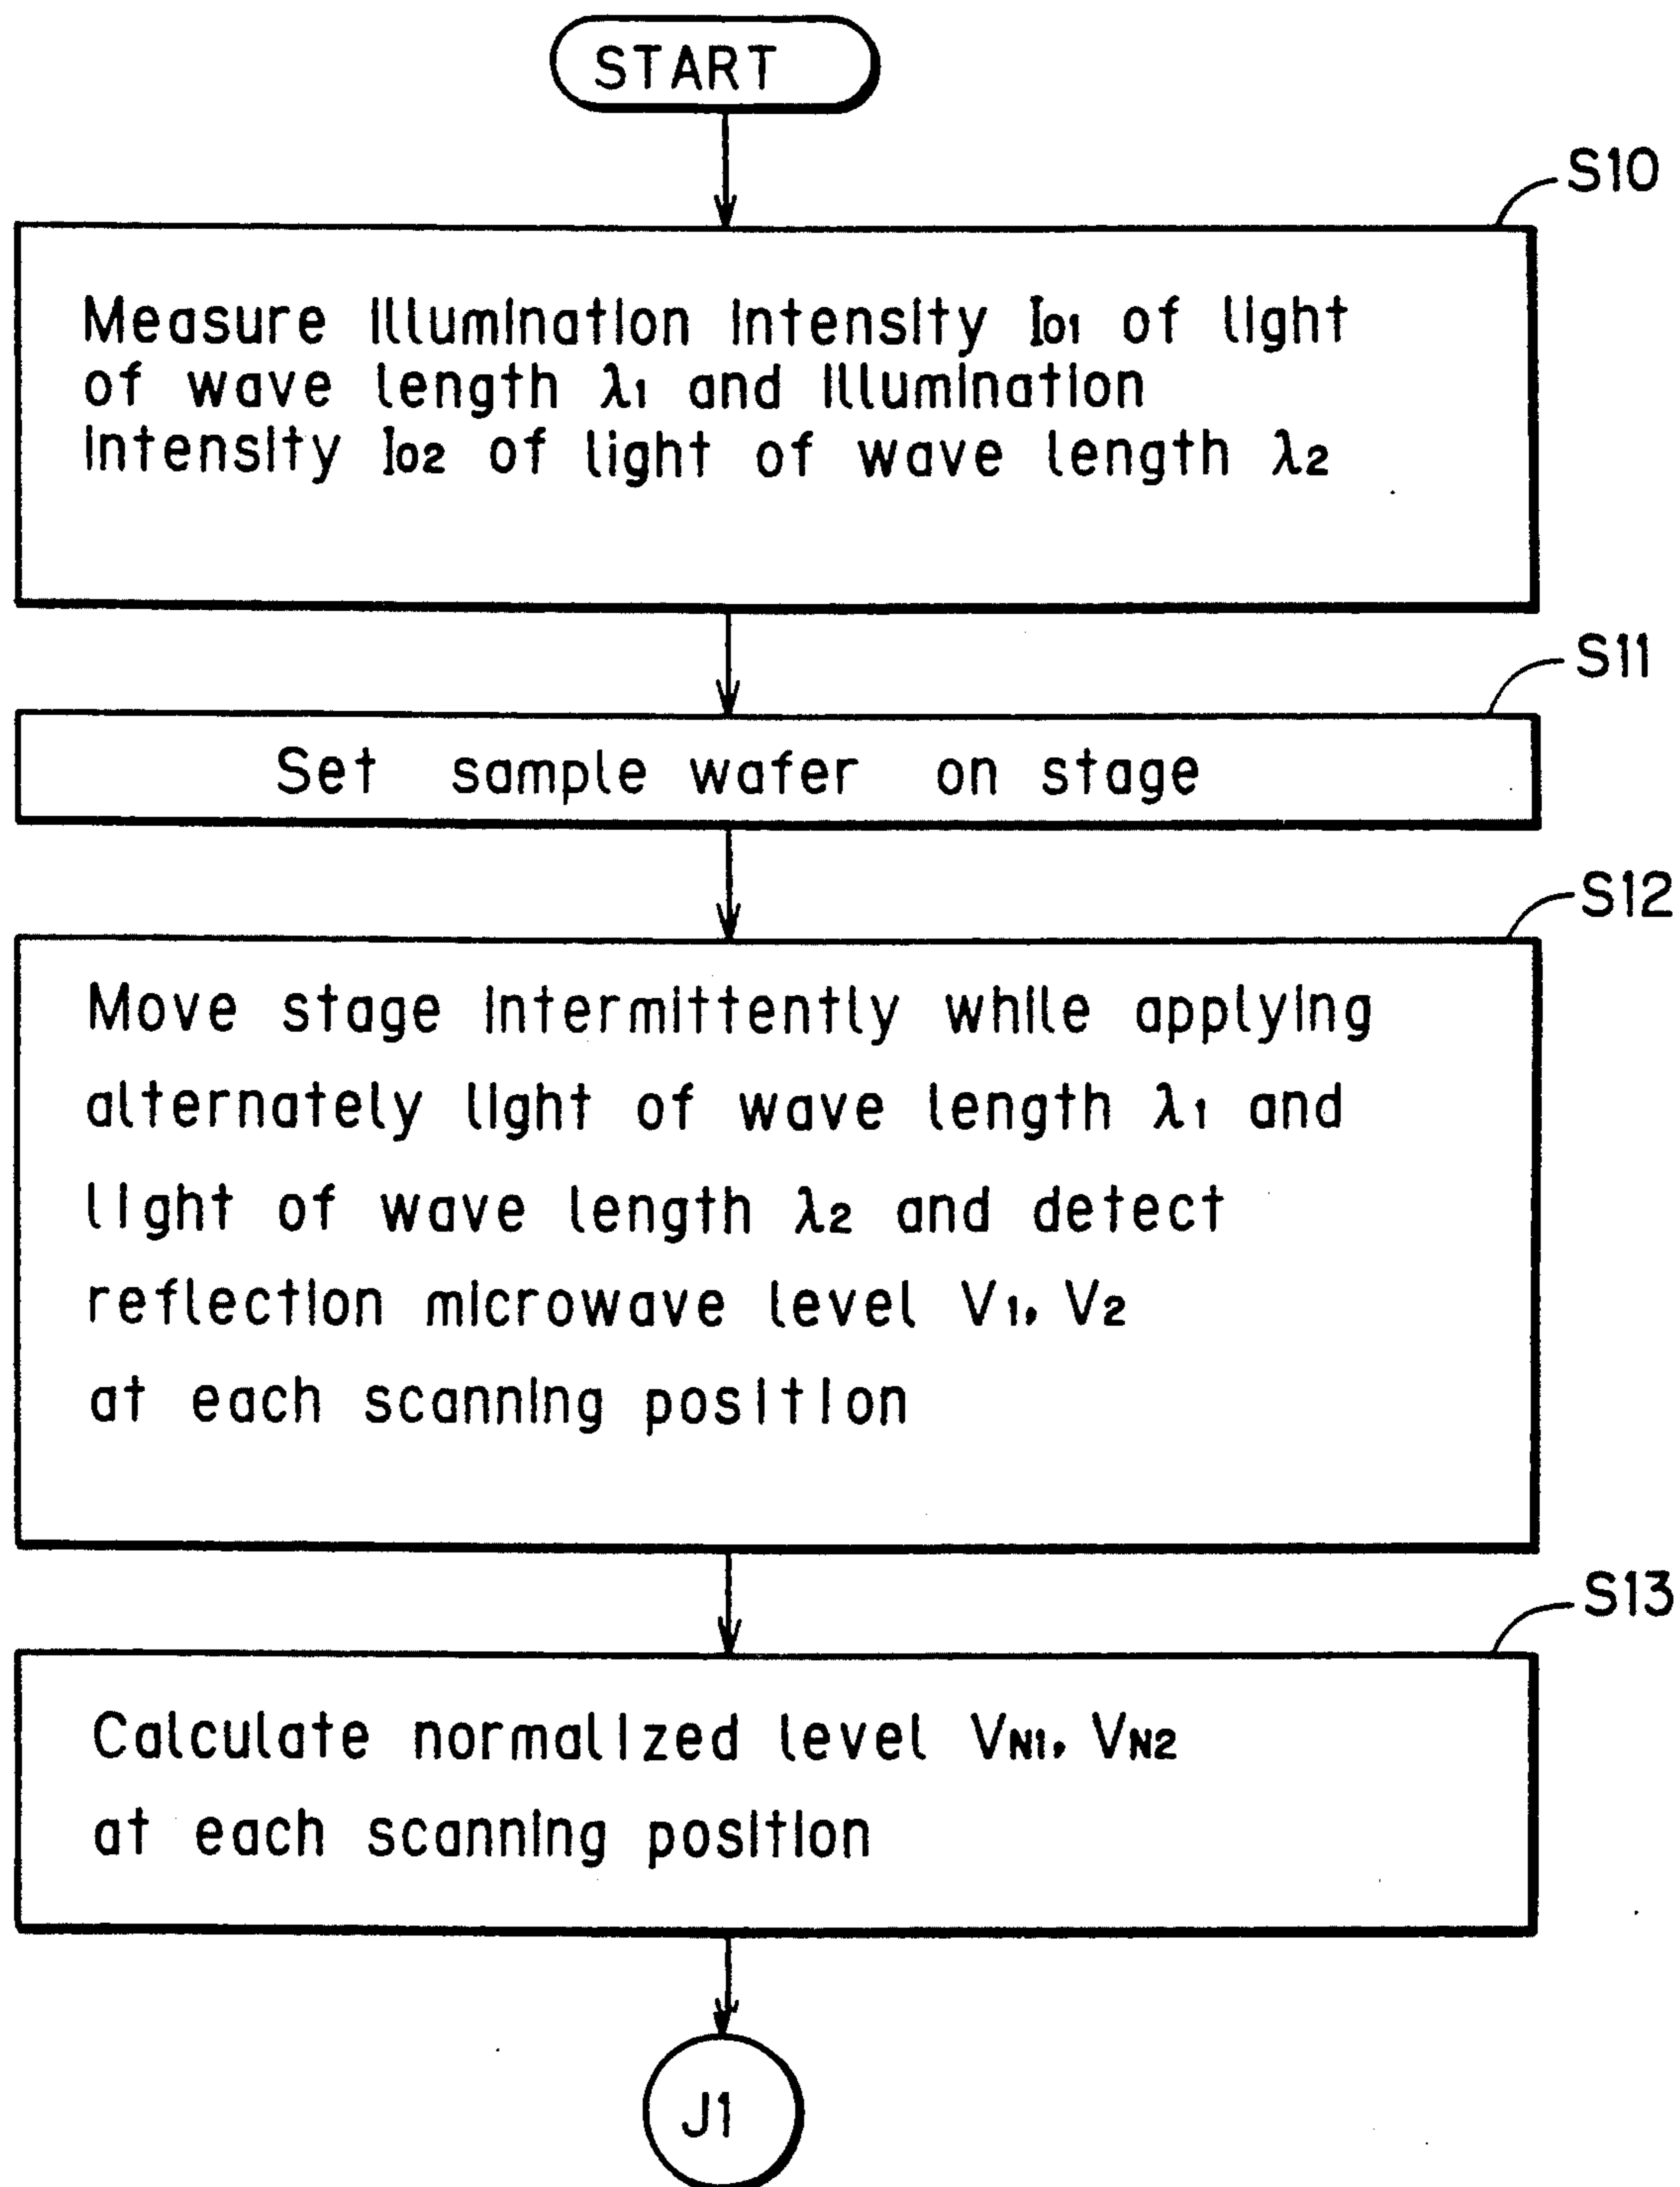 START
S10
Measure illumination intensity I01 of light
of wave length λ1 and illumination
intensity I02 of light of wave length λ2
S11
Set sample wafer on stage
S12
Move stage intermittently while applying
alternately light of wave length λ1 and
light of wave length λ2 and detect
reflection microwave level V1, V2
at each scanning position
S13
Calculate normalized level VN1, VN2
at each scanning position
J1